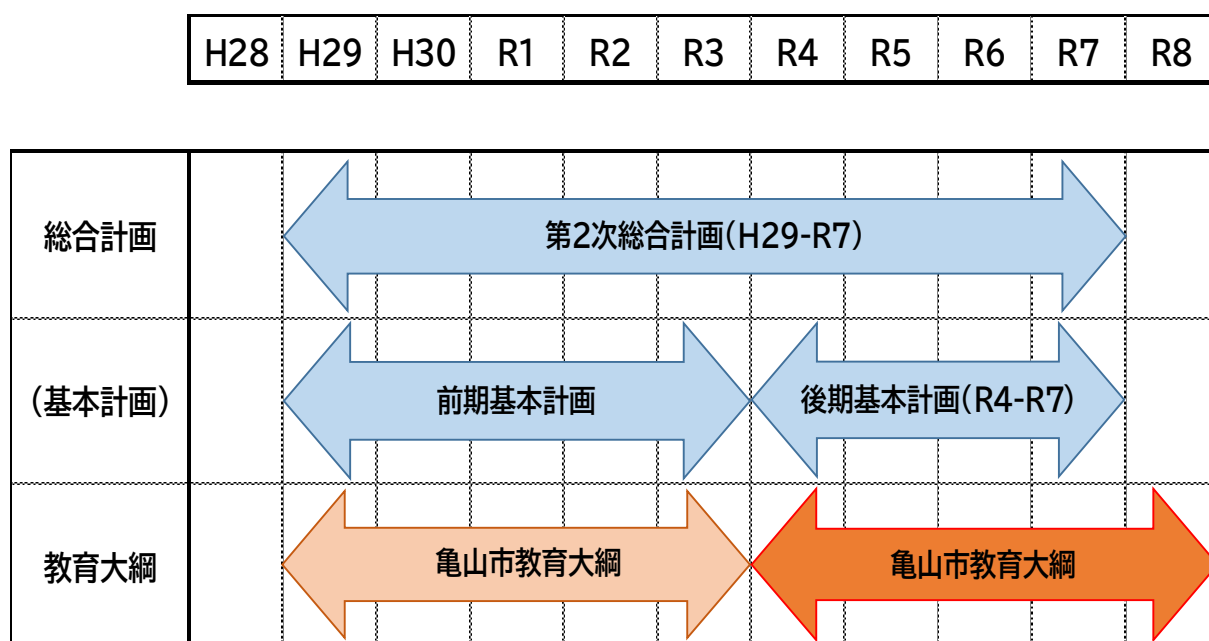 H28 H29 H30 R1 R2 R3 R4 R5 R6 R7 R8
総合計画 第2次総合計画(H29-R7)
(基本計画) 前期基本計画 後期基本計画(R4-R7)
教育大綱 亀山市教育大綱 亀山市教育大綱